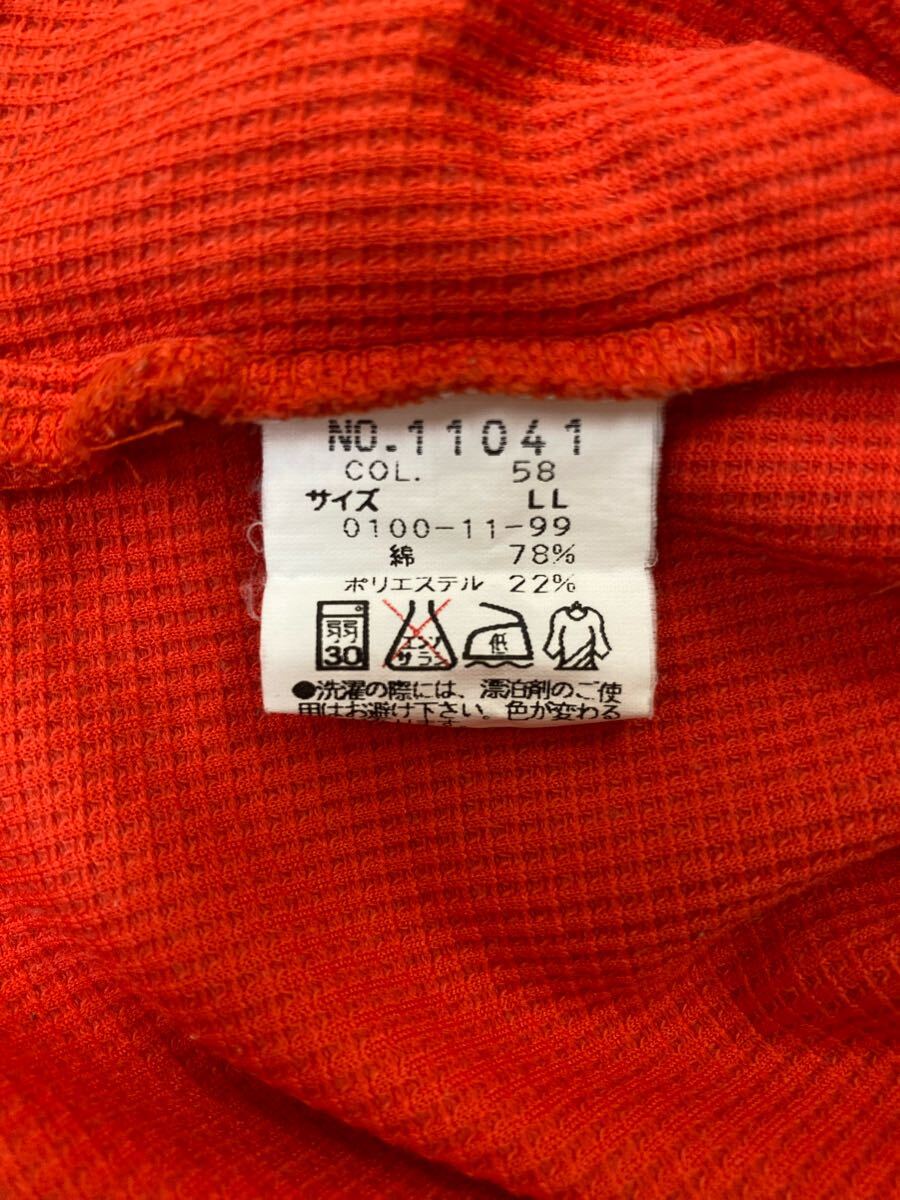 NO.11041
COL. 58
サイズ LL
0100-11-99
綿 78%
ポリエステル 22%
弱 エンソ 低
30 サラシ
●洗濯の際には、漂泊剤のご使
用はお避け下さい。色が変わる